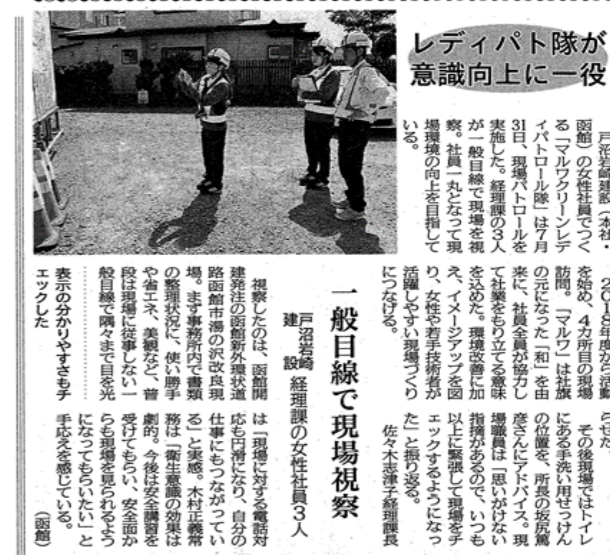 レディパト隊が
意識向上に一役
一般目線で現場視察
戸沼岩崎
建設
経理課の女性社員3人
戸沼岩崎建設(本社・
函館)の女性社員でつく
る「マルワクリーンレデ
ィパトロール隊」は7月
31日、現場パトロールを
実施した。経理課の3人
が一般目線で現場を視
察。社員一丸となって現
場環境の向上を目指して
いる。
2018年度から活動
を始め、4カ所目の現場
訪問。「マルワ」は社旗
の元になった「和」を由
来に、社員全員が協力し
て社業をもり立てる意味
を込めた。環境改善に加
え、イメージアップを図
り、女性や若手技術者が
活躍しやすい現場づくり
につなげる。
視察したのは、函館開
建発注の函館新外環状道
路函館市湯の沢改良現
場。まず事務所内で書類
の整理状況に、使い勝手
や省エネ、美観など、普
段は現場に従事しない一
般目線で隅々まで目を光
らせた。
その後現場ではトイレ
にある手洗い用せっけん
の位置を、所長の反尻篤
彦さんにアドバイス。現
場職員は「思いがけない
指摘があるので、いつも
以上に緊張して現場をチ
ェックするようになっ
た」と振り返る。
佐々木志津子経理課長
は「現場に対する電話対
応も円滑になり、自分の
仕事にもつながってい
る」と実感。木村正義常
務は「衛生意識の効果は
劇的。今後は安全講習を
受けてもらい、安全面か
らも現場を見られるよう
になってもらいたい」と
手応えを感じている。
(函館)
表示の分かりやすさもチ
ェックした